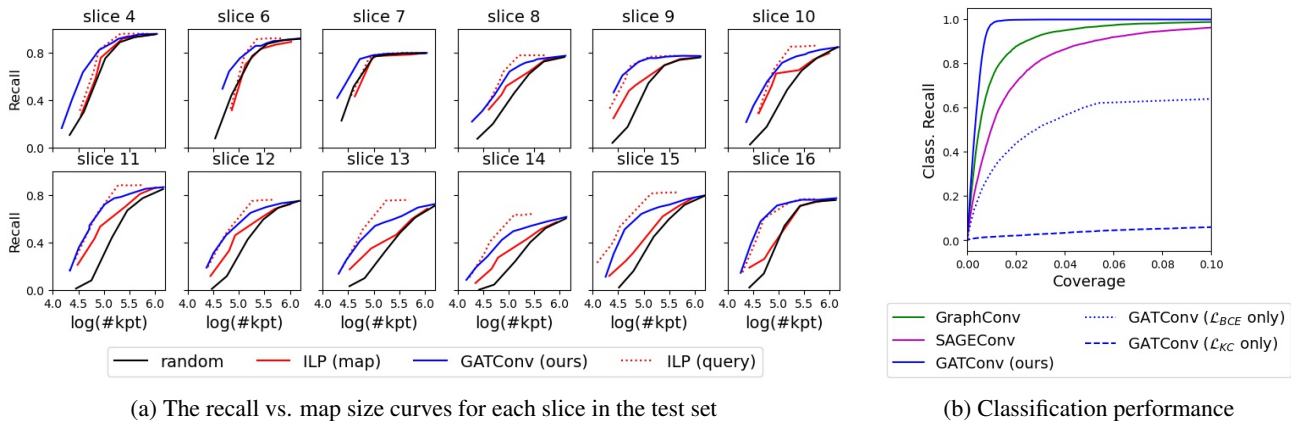 slice 4 slice 6 slice 7 slice 8 slice 9 slice 10
Recall
0.8
0.4
0.0
slice 11 slice 12 slice 13 slice 14 slice 15 slice 16
Recall
0.8
0.4
0.0
4.0 4.5 5.0 5.5 6.0 4.0 4.5 5.0 5.5 6.0 4.0 4.5 5.0 5.5 6.0 4.0 4.5 5.0 5.5 6.0 4.0 4.5 5.0 5.5 6.0 4.0 4.5 5.0 5.5 6.0
log(#kpt) log(#kpt) log(#kpt) log(#kpt) log(#kpt) log(#kpt)
random ILP (map) GATConv (ours) ILP (query)
(a) The recall vs. map size curves for each slice in the test set
Class. Recall
1.0
0.8
0.6
0.4
0.2
0.0
0.00 0.02 0.04 0.06 0.08 0.10
Coverage
GraphConv
SAGEConv
GATConv (ours)
GATConv (ℒ_BCE only)
GATConv (ℒ_KC only)
(b) Classification performance